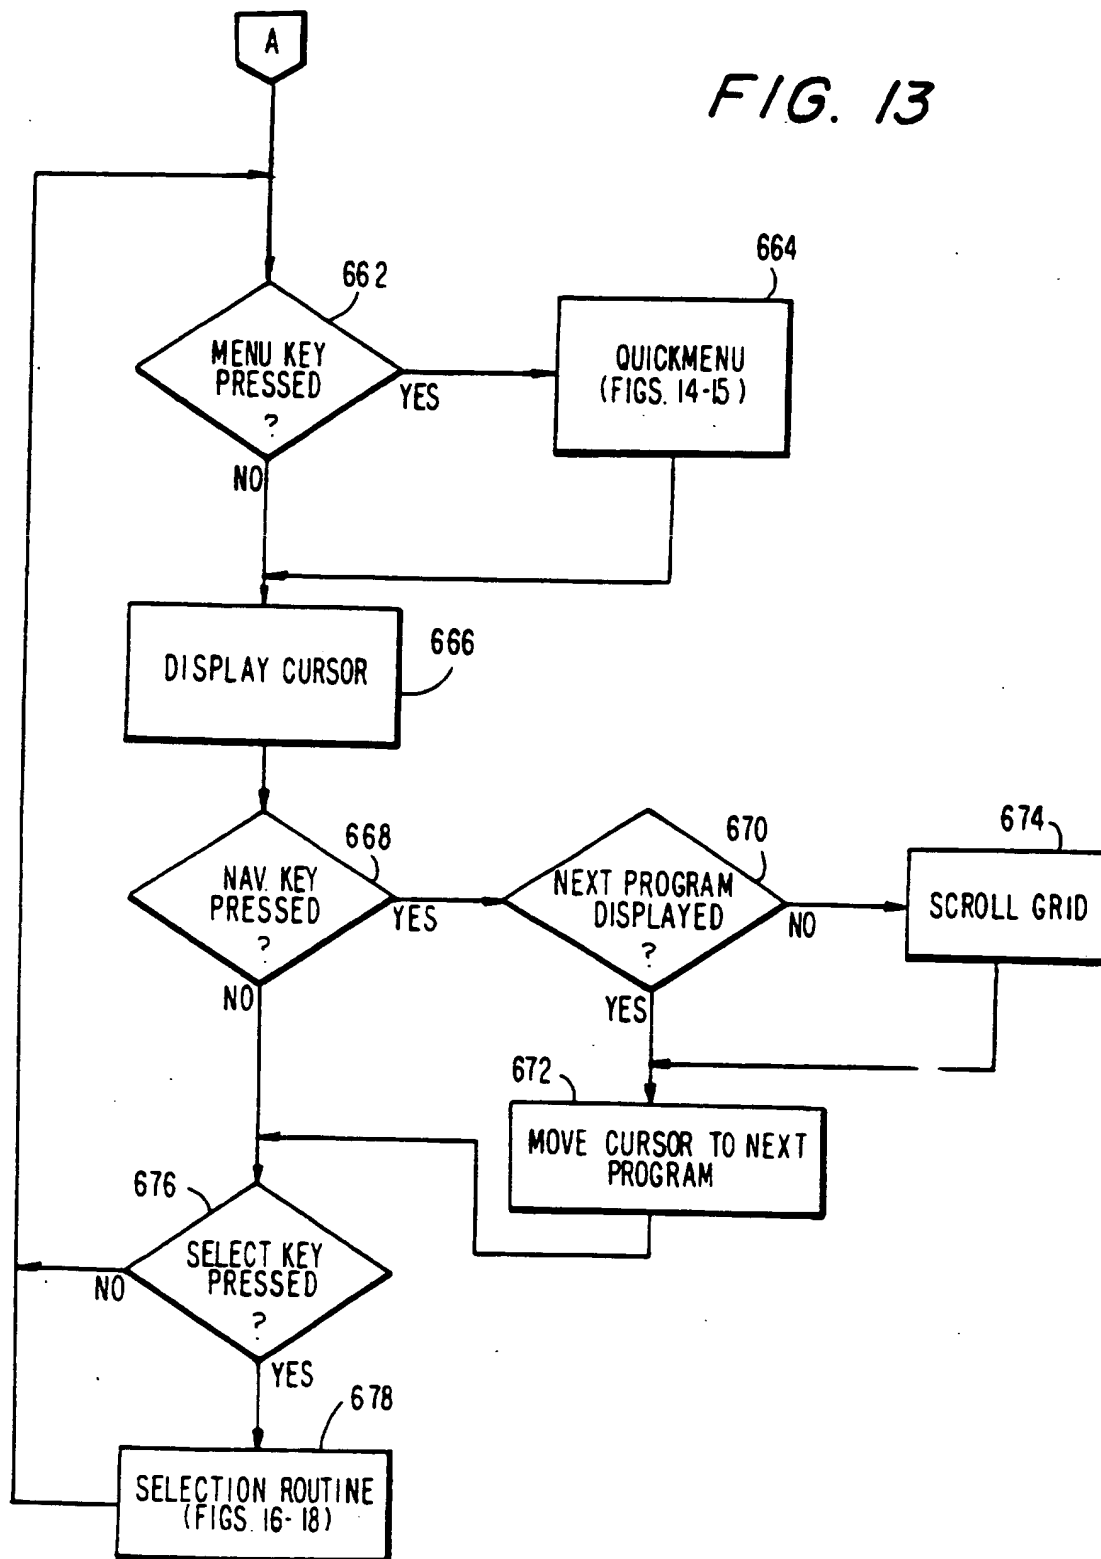 A
FIG. 13
662
MENU KEY
PRESSED
?
YES
NO
664
QUICKMENU
(FIGS. 14-15)
DISPLAY CURSOR
666
668
NAV. KEY
PRESSED
?
YES
NO
670
NEXT PROGRAM
DISPLAYED
?
NO
YES
674
SCROLL GRID
672
MOVE CURSOR TO NEXT
PROGRAM
676
SELECT KEY
PRESSED
?
NO
YES
678
SELECTION ROUTINE
(FIGS. 16-18)